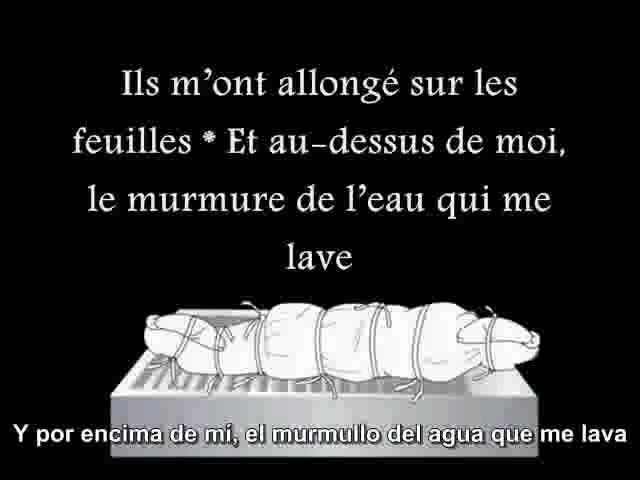 Ils m'ont allongé sur les
feuilles * Et au-dessus de moi,
le murmure de l'eau qui me
lave
Y por encima de mí, el murmullo del agua que me lava